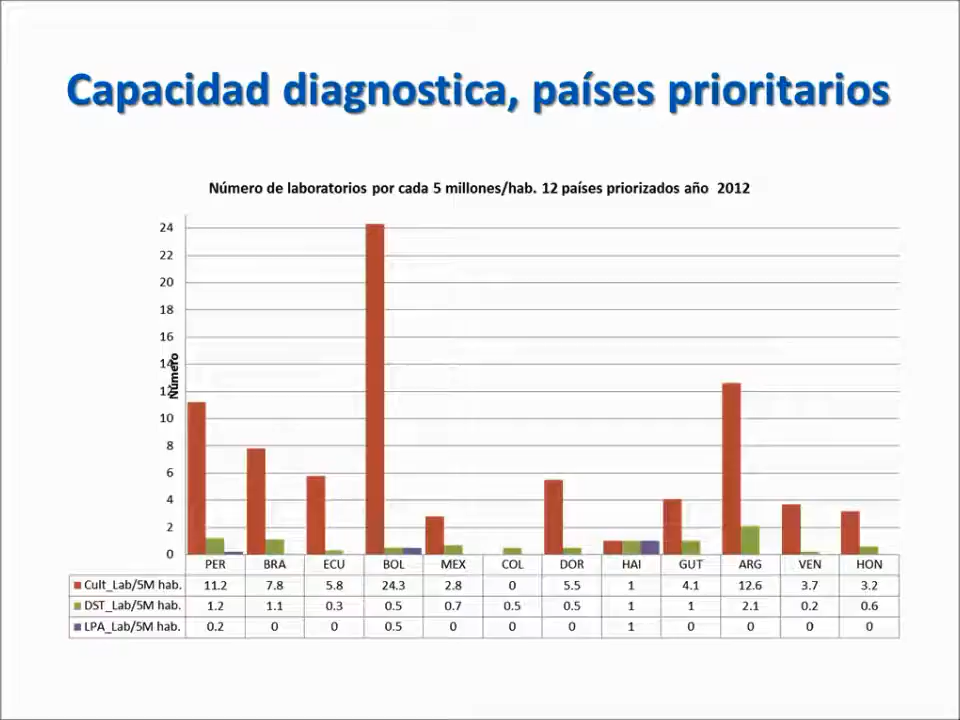 Capacidad diagnostica, países prioritarios
Número de laboratorios por cada 5 millones/hab. 12 países priorizados año 2012
24
22
20
18
16
14
12
10
8
6
4
2
0
Número
PER BRA ECU BOL MEX COL DOR HAI GUT ARG VEN HON
Cult_Lab/5M hab. 11.2 7.8 5.8 24.3 2.8 0 5.5 1 4.1 12.6 3.7 3.2
DST_Lab/5M hab. 1.2 1.1 0.3 0.5 0.7 0.5 0.5 1 1 2.1 0.2 0.6
LPA_Lab/5M hab. 0.2 0 0 0.5 0 0 0 1 0 0 0 0